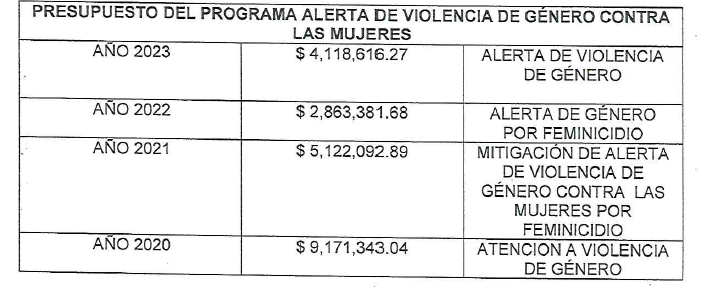 PRESUPUESTO DEL PROGRAMA ALERTA DE VIOLENCIA DE GÉNERO CONTRA
LAS MUJERES
AÑO 2023 $ 4,118,616.27 ALERTA DE VIOLENCIA
DE GÉNERO
AÑO 2022 $ 2,863,381.68 ALERTA DE GÉNERO
POR FEMINICIDIO
AÑO 2021 $ 5,122,092.89 MITIGACIÓN DE ALERTA
DE VIOLENCIA DE
GÉNERO CONTRA LAS
MUJERES POR
FEMINICIDIO
AÑO 2020 $ 9,171,343.04 ATENCION A VIOLENCIA
DE GÉNERO